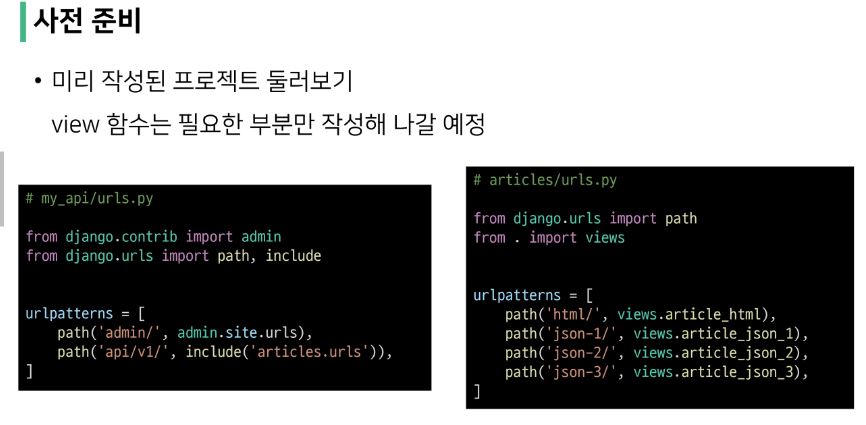 사전 준비
• 미리 작성된 프로젝트 둘러보기
view 함수는 필요한 부분만 작성해 나갈 예정
# my_api/urls.py
from django.contrib import admin
from django.urls import path, include
urlpatterns = [
    path('admin/', admin.site.urls),
    path('api/v1/', include('articles.urls')),
]
# articles/urls.py
from django.urls import path
from . import views
urlpatterns = [
    path('html/', views.article_html),
    path('json-1/', views.article_json_1),
    path('json-2/', views.article_json_2),
    path('json-3/', views.article_json_3),
]